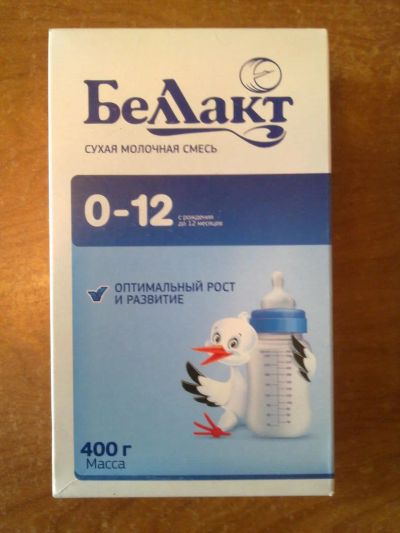 Беллакт
СУХАЯ МОЛОЧНАЯ СМЕСЬ
0-12
с рождения
до 12 месяцев
ОПТИМАЛЬНЫЙ РОСТ
И РАЗВИТИЕ
400 г
Масса